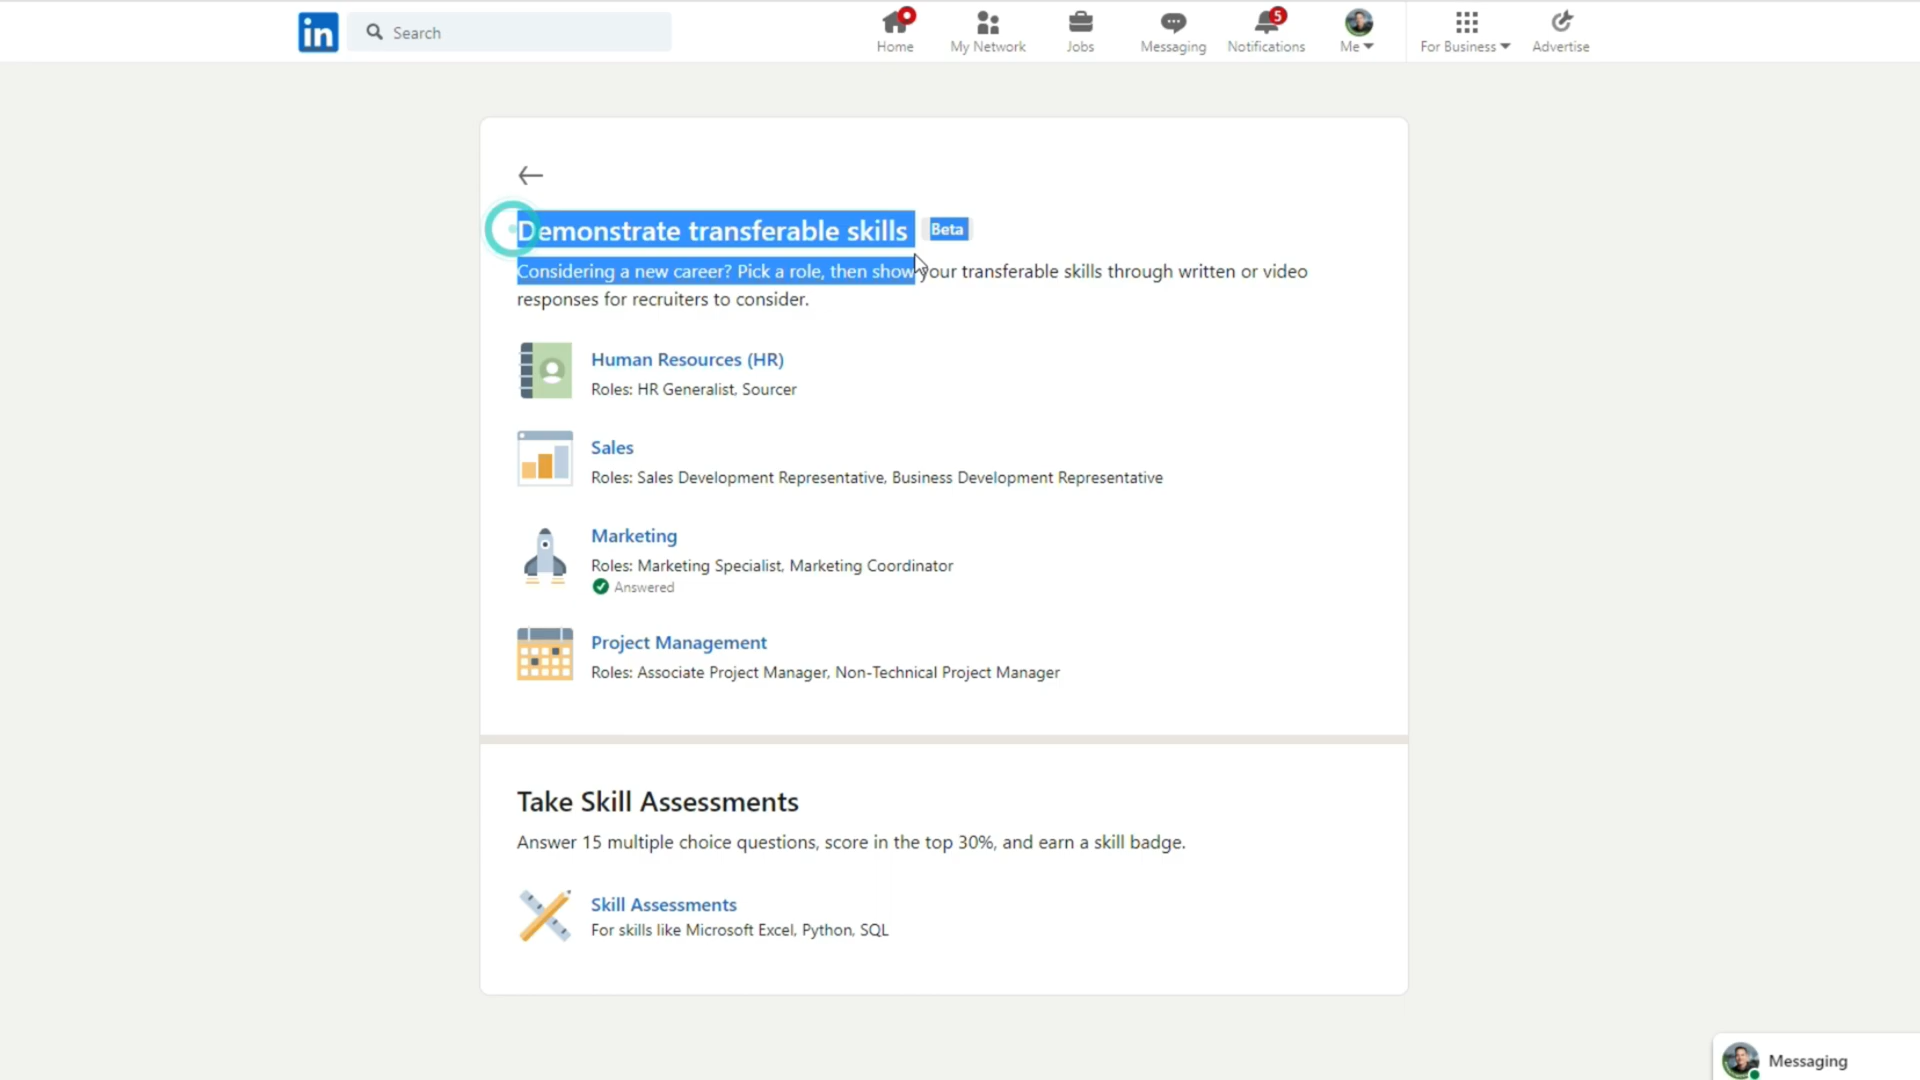 in
Search
Home
My Network
Jobs
Messaging
5
Notifications
Me
For Business
Advertise
Demonstrate transferable skills Beta
Considering a new career? Pick a role, then show your transferable skills through written or video
responses for recruiters to consider.
Human Resources (HR)
Roles: HR Generalist, Sourcer
Sales
Roles: Sales Development Representative, Business Development Representative
Marketing
Roles: Marketing Specialist, Marketing Coordinator
Answered
Project Management
Roles: Associate Project Manager, Non-Technical Project Manager
Take Skill Assessments
Answer 15 multiple choice questions, score in the top 30%, and earn a skill badge.
Skill Assessments
For skills like Microsoft Excel, Python, SQL
Messaging